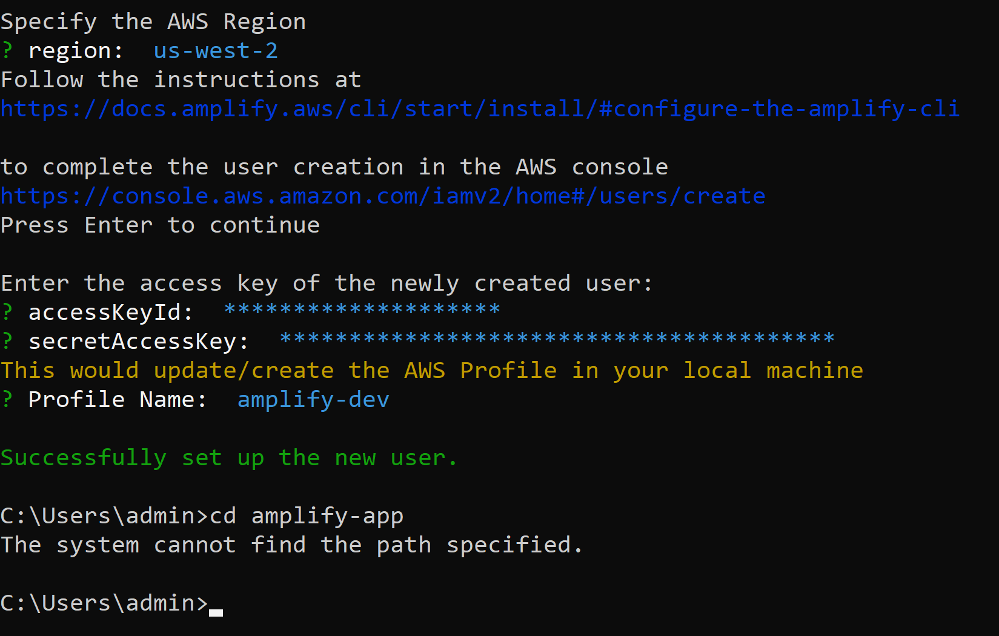 Specify the AWS Region
? region:  us-west-2
Follow the instructions at
https://docs.amplify.aws/cli/start/install/#configure-the-amplify-cli
to complete the user creation in the AWS console
https://console.aws.amazon.com/iamv2/home#/users/create
Press Enter to continue
Enter the access key of the newly created user:
? accessKeyId:  ********************
? secretAccessKey:  ****************************************
This would update/create the AWS Profile in your local machine
? Profile Name:  amplify-dev
Successfully set up the new user.
C:\Users\admin>cd amplify-app
The system cannot find the path specified.
C:\Users\admin>